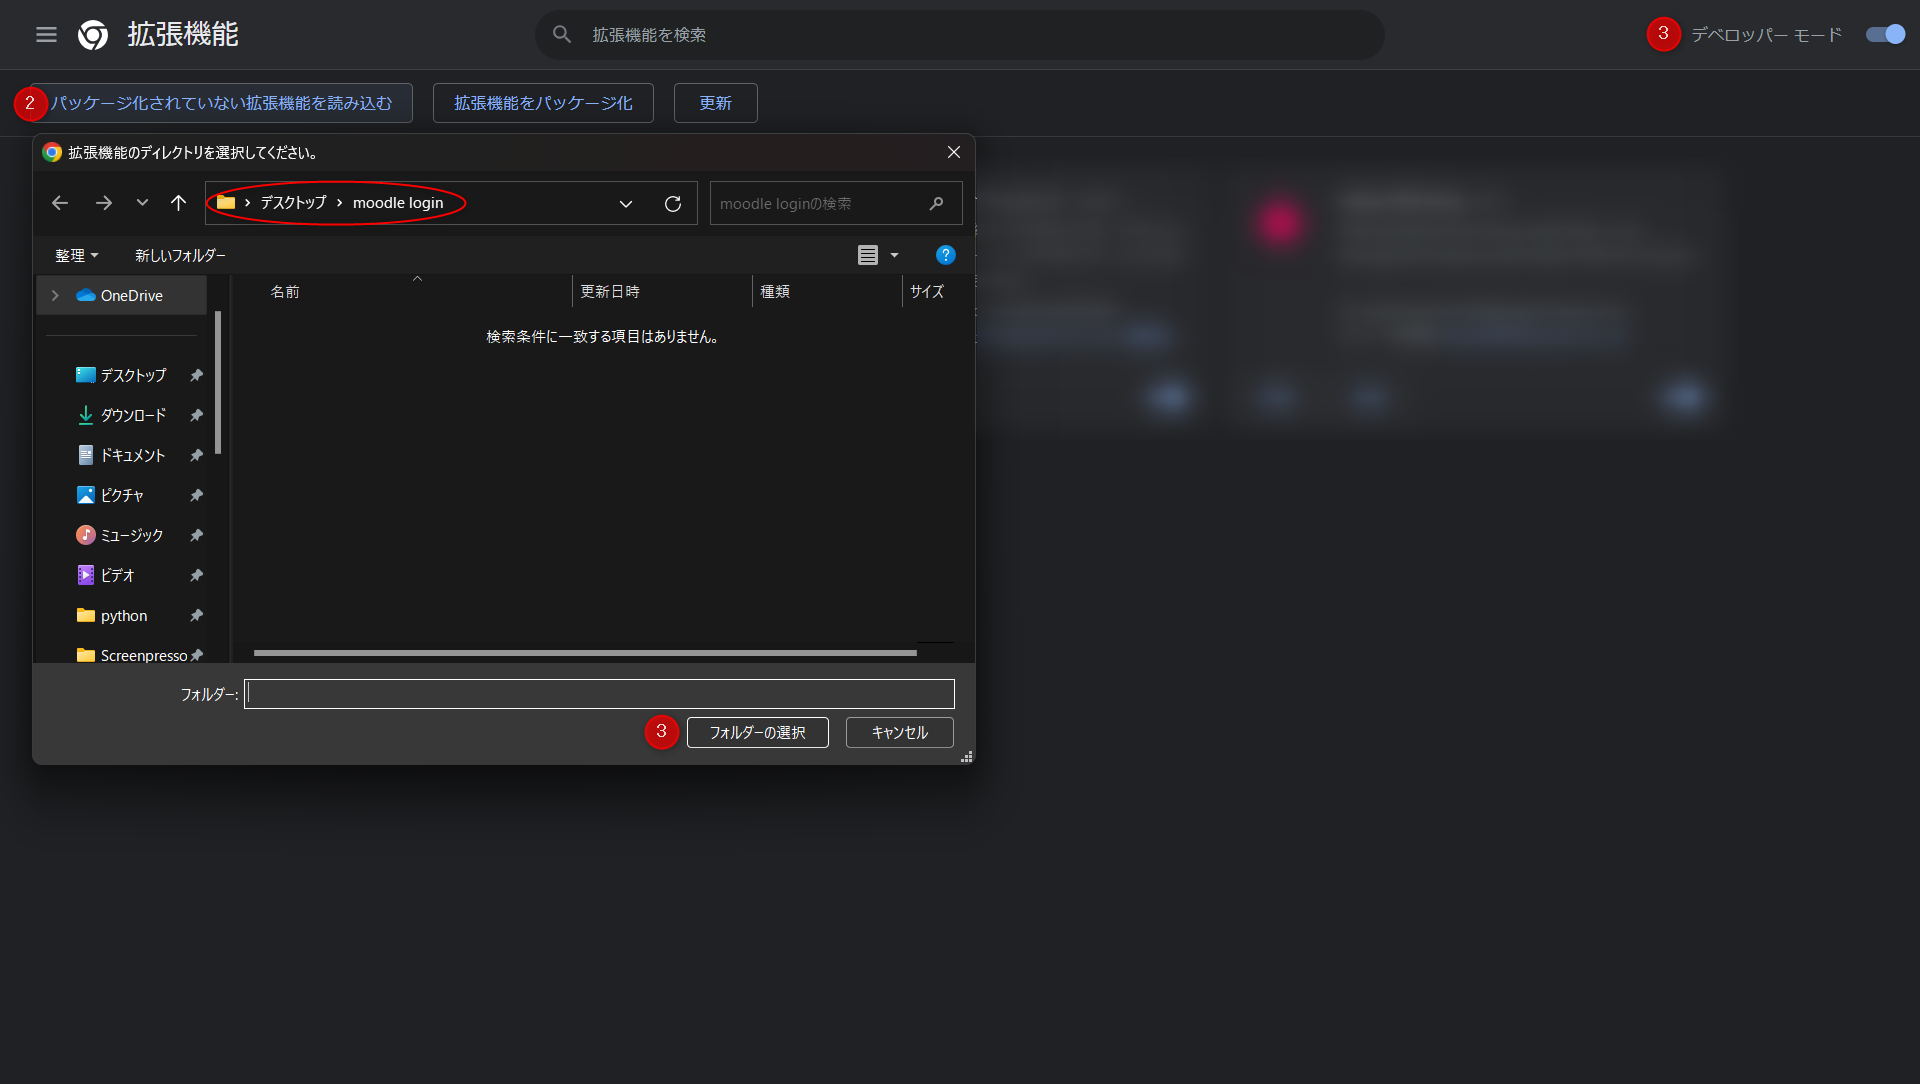 拡張機能
拡張機能を検索
3
デベロッパー モード
2
パッケージ化されていない拡張機能を読み込む
拡張機能をパッケージ化
更新
拡張機能のディレクトリを選択してください。
デスクトップ
moodle login
moodle loginの検索
整理
新しいフォルダー
?
OneDrive
名前
更新日時
種類
サイズ
検索条件に一致する項目はありません。
デスクトップ
ダウンロード
ドキュメント
ピクチャ
ミュージック
ビデオ
python
Screenpresso
フォルダー:
3
フォルダーの選択
キャンセル